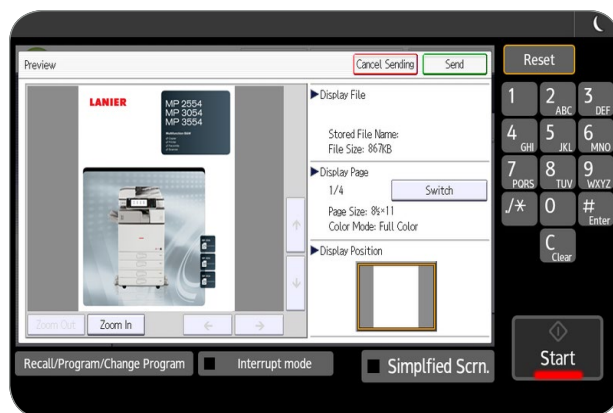 Preview
Cancel Sending
Send
LANIER
MP 2554
MP 3054
MP 3554
Display File
Stored File Name:
File Size: 867KB
Display Page
1/4
Switch
Page Size: 8½×11
Color Mode: Full Color
Display Position
Zoom Out
Zoom In
Recall/Program/Change Program
Interrupt mode
Simplfied Scrn.
Reset
1
2 ABC
3 DEF
4 GHI
5 JKL
6 MNO
7 PQRS
8 TUV
9 WXYZ
./*
0
# Enter
C Clear
Start